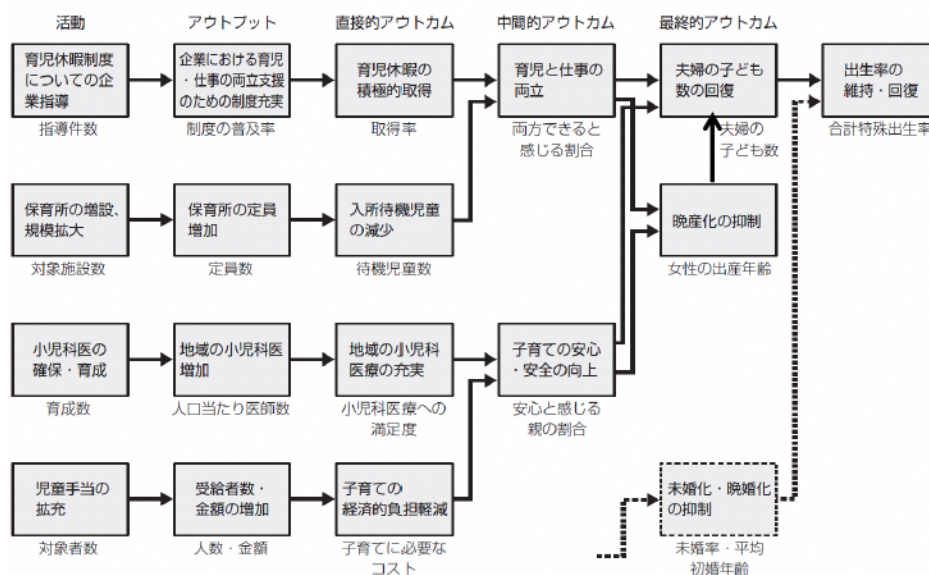 活動
アウトプット
直接的アウトカム
中間的アウトカム
最終的アウトカム
育児休暇制度
についての企
業指導
指導件数
企業における育児
・仕事の両立支援
のための制度充実
制度の普及率
育児休暇の
積極的取得
取得率
育児と仕事の
両立
両方できると
感じる割合
夫婦の子ども
数の回復
夫婦の
子ども数
出生率の
維持・回復
合計特殊出生率
保育所の増設、
規模拡大
対象施設数
保育所の定員
増加
定員数
入所待機児童
の減少
待機児童数
晩産化の抑制
女性の出産年齢
小児科医の
確保・育成
育成数
地域の小児科医
増加
人口当たり医師数
地域の小児科
医療の充実
小児科医療への
満足度
子育ての安心
・安全の向上
安心と感じる
親の割合
児童手当の
拡充
対象者数
受給者数・
金額の増加
人数・金額
子育ての
経済的負担軽減
子育てに必要な
コスト
未婚化・晩婚化
の抑制
未婚率・平均
初婚年齢